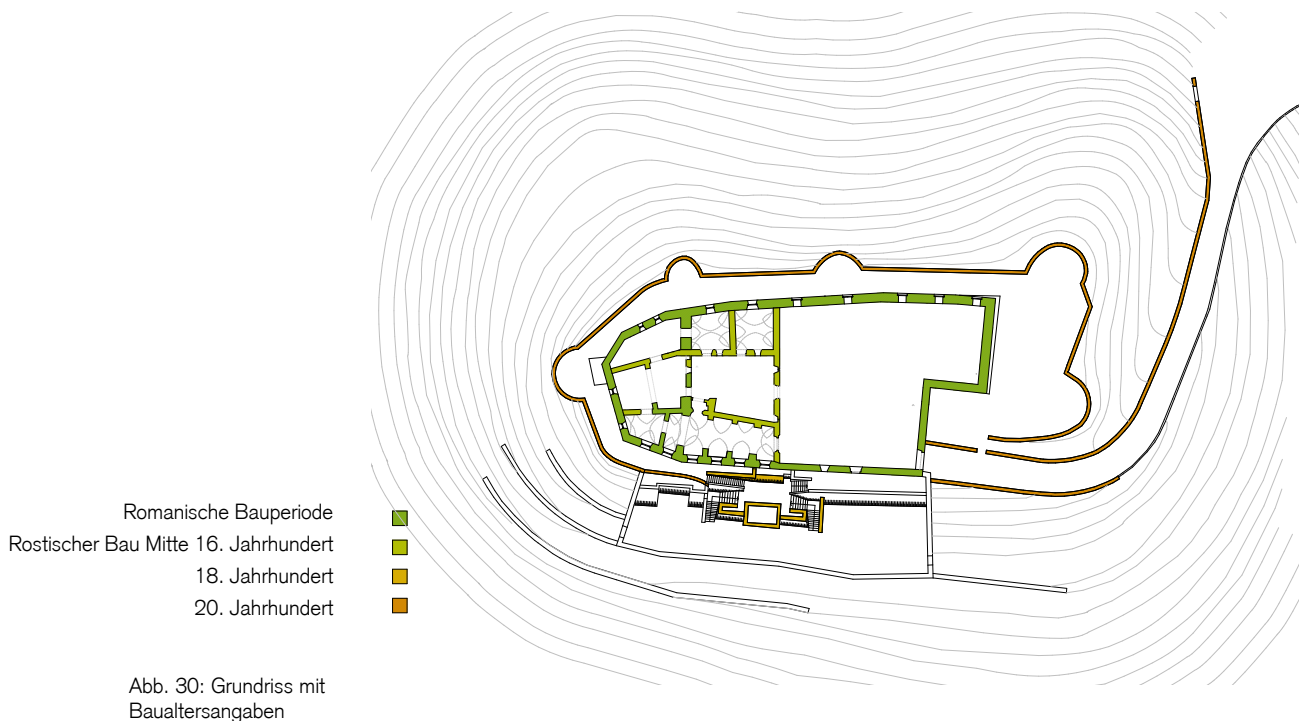 Romanische Bauperiode
Rostischer Bau Mitte 16. Jahrhundert
18. Jahrhundert
20. Jahrhundert
Abb. 30: Grundriss mit
Baualtersangaben